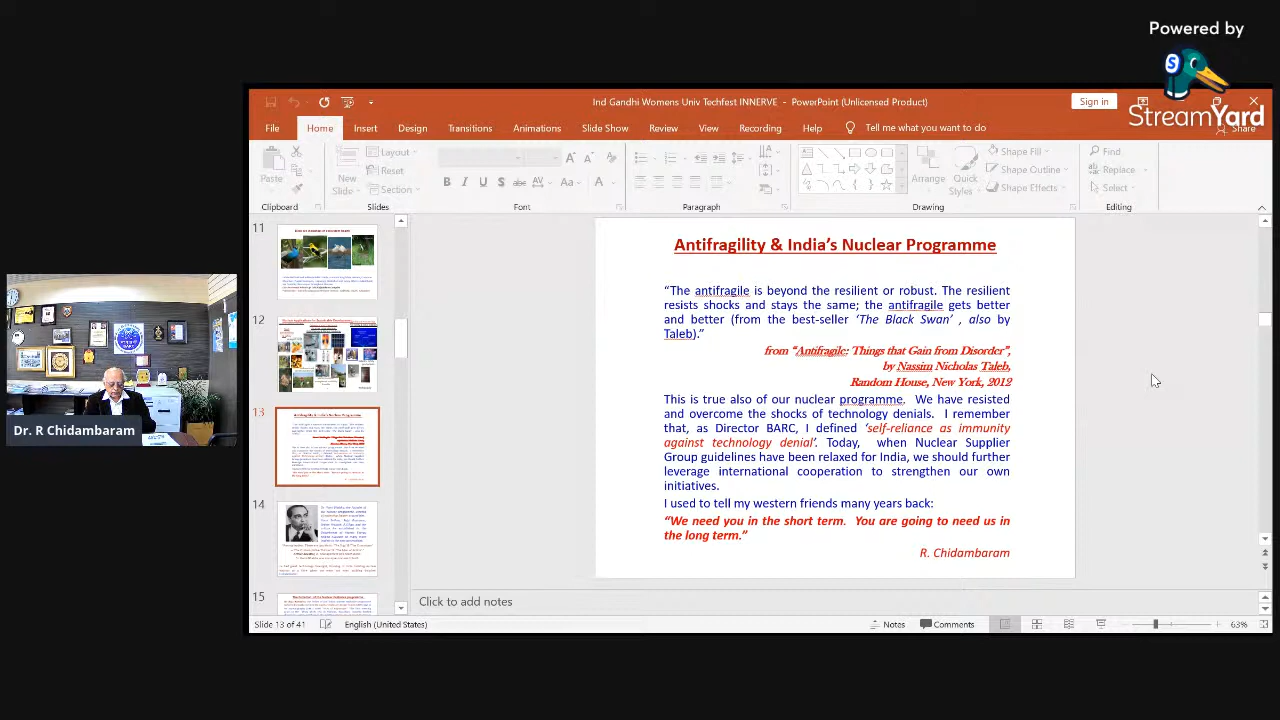 Powered by
StreamYard
Ind Gandhi Womens Univ Techfest INNERVE - PowerPoint (Unlicensed Product)
Sign in
Share
File Home Insert Design Transitions Animations Slide Show Review View Recording Help Tell me what you want to do
Paste
New
Slide
Layout
Reset
Section
B I U S abc AV Aa A
Arrange
Quick
Styles
Shape Fill
Shape Outline
Shape Effects
Find
Replace
Select
Clipboard Slides Font Paragraph Drawing Editing
11
12
13
14
15
Antifragility & India's Nuclear Programme
“The antifragile is beyond the resilient or robust. The resilient
resists shocks and stays the same; the antifragile gets better
and better (from the best-seller ‘The Black Swan’ , also by
Taleb).”
from “Antifragile: Things that Gain from Disorder”,
by Nassim Nicholas Taleb,
Random House, New York, 2012
This is true also of our nuclear programme. We have resisted
and overcome shocks of technology denials. I remember
that, as Director BARC, I defined ‘self-reliance as immunity
against technology denial’. Today, when Nuclear Supplier
Group doors are mainly open to India, we should further
leverage external cooperation to strengthen our own
initiatives.
I used to tell my western friends many years back:
“We need you in the short term. You are going to need us in
the long term”
R. Chidambaram
Dr. R Chidambaram
Click to add notes
Slide 13 of 41 English (United States) Notes Comments 63%